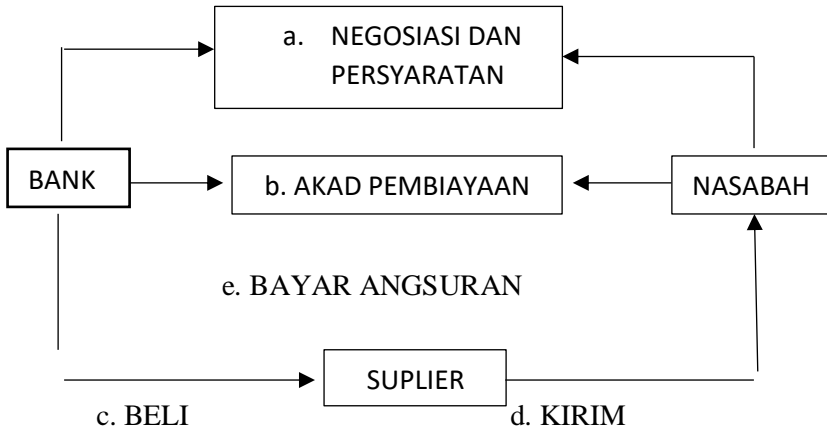 a. NEGOSIASI DAN
PERSYARATAN
BANK
b. AKAD PEMBIAYAAN
NASABAH
e. BAYAR ANGSURAN
SUPLIER
c. BELI
d. KIRIM